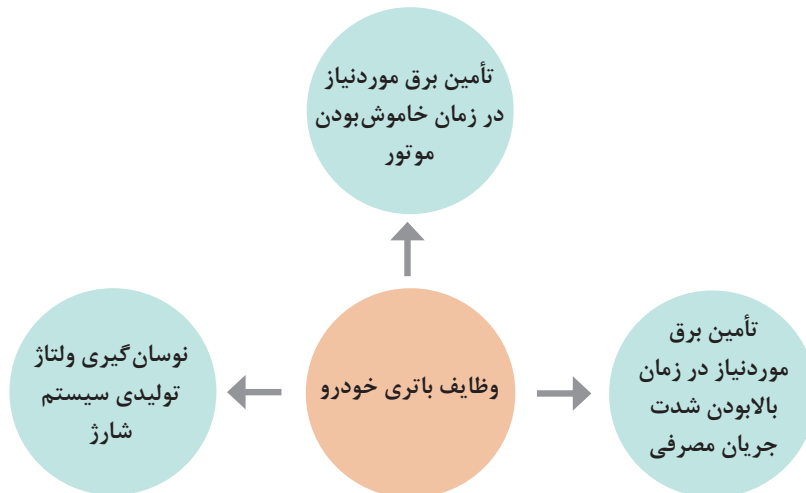 تأمین برق موردنیاز
در زمان خاموش‌بودن
موتور
تأمین برق
موردنیاز در زمان
بالابودن شدت
جریان مصرفی
وظایف باتری خودرو
نوسان‌گیری ولتاژ
تولیدی سیستم
شارژ